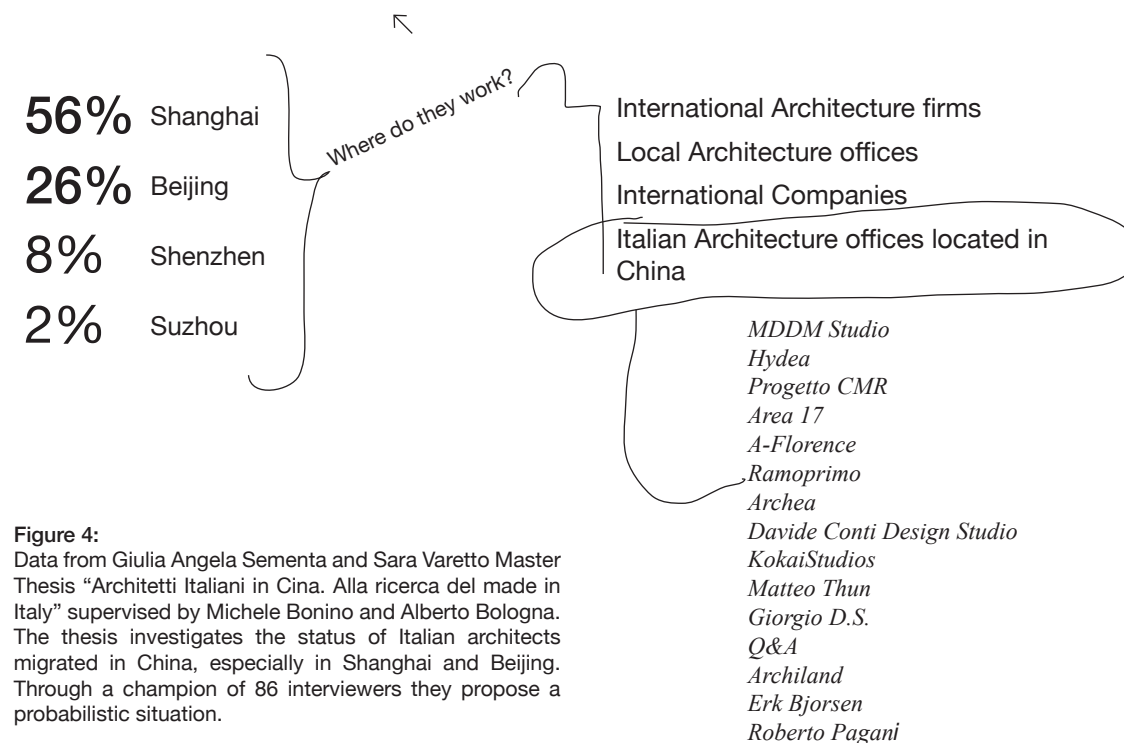 56% Shanghai
26% Beijing
8% Shenzhen
2% Suzhou
Where do they work?
International Architecture firms
Local Architecture offices
International Companies
Italian Architecture offices located in
China
MDDM Studio
Hydea
Progetto CMR
Area 17
A-Florence
Ramoprimo
Archea
Davide Conti Design Studio
KokaiStudios
Matteo Thun
Giorgio D.S.
Q&A
Archiland
Erk Bjorsen
Roberto Pagani
Figure 4:
Data from Giulia Angela Sementa and Sara Varetto Master
Thesis “Architetti Italiani in Cina. Alla ricerca del made in
Italy” supervised by Michele Bonino and Alberto Bologna.
The thesis investigates the status of Italian architects
migrated in China, especially in Shanghai and Beijing.
Through a champion of 86 interviewers they propose a
probabilistic situation.